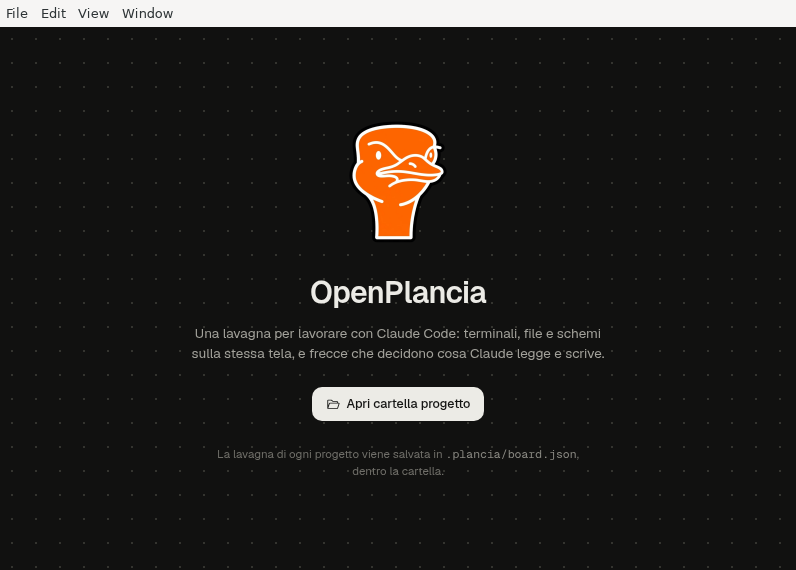 File Edit View Window
OpenPlancia
Una lavagna per lavorare con Claude Code: terminali, file e schemi
sulla stessa tela, e frecce che decidono cosa Claude legge e scrive.
Apri cartella progetto
La lavagna di ogni progetto viene salvata in .plancia/board.json,
dentro la cartella.